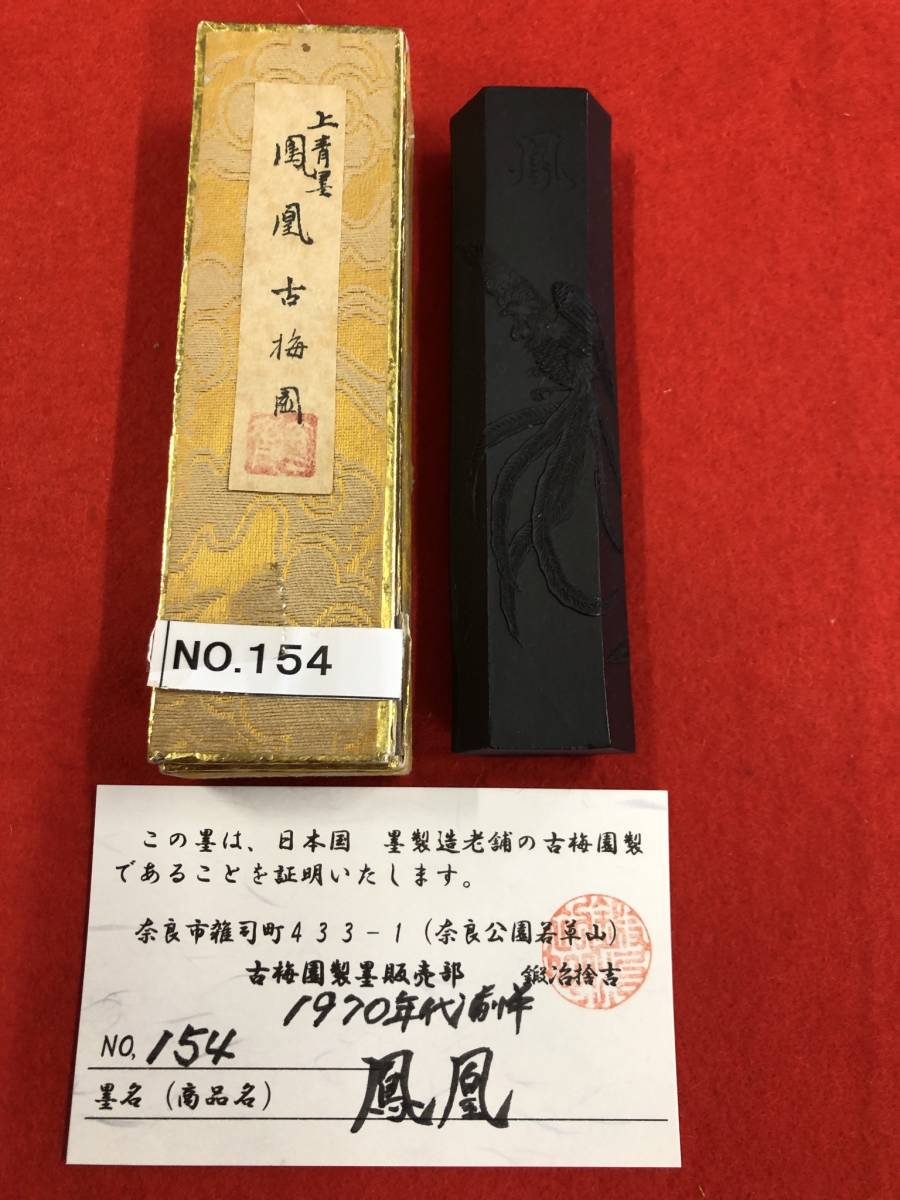 上青墨
鳳凰 古梅園
鳳
NO.154
この墨は、日本国 墨製造老舗の古梅園製
であることを証明いたします。
奈良市雑司町433-1(奈良公園若草山)
古梅園製墨販売部 鍛冶捨吉
1970年代前半
NO, 154
墨名(商品名) 鳳凰